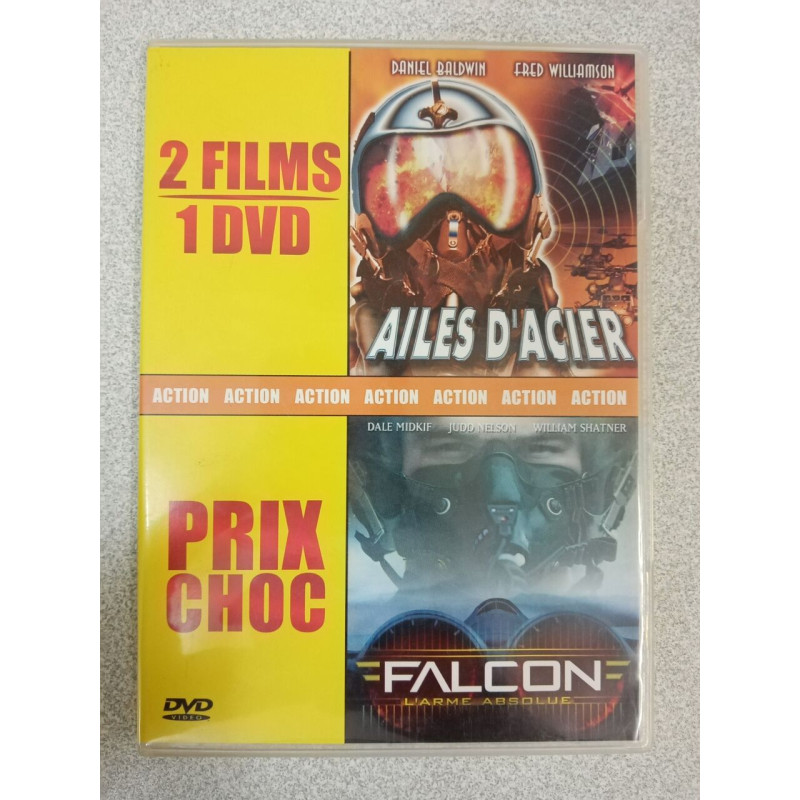 2 FILMS
1 DVD
DANIEL BALDWIN FRED WILLIAMSON
AILES D'ACIER
ACTION ACTION ACTION ACTION ACTION ACTION ACTION
PRIX
CHOC
DVD
VIDEO
DALE MIDKIF JUDD NELSON WILLIAM SHATNER
FALCON
L'ARME ABSOLUE